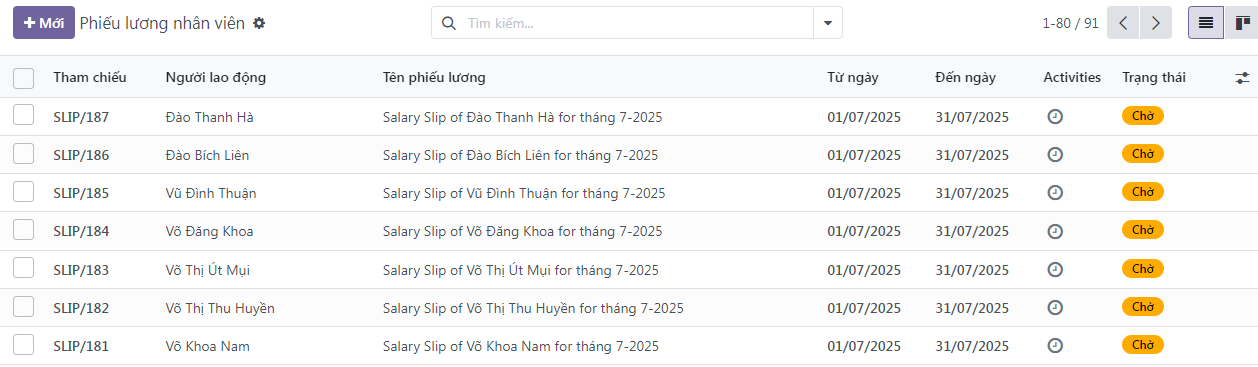 Mới Phiếu lương nhân viên Tìm kiếm... 1-80 / 91
Tham chiếu Người lao động Tên phiếu lương Từ ngày Đến ngày Activities Trạng thái
SLIP/187 Đào Thanh Hà Salary Slip of Đào Thanh Hà for tháng 7-2025 01/07/2025 31/07/2025 Chờ
SLIP/186 Đào Bích Liên Salary Slip of Đào Bích Liên for tháng 7-2025 01/07/2025 31/07/2025 Chờ
SLIP/185 Vũ Đình Thuận Salary Slip of Vũ Đình Thuận for tháng 7-2025 01/07/2025 31/07/2025 Chờ
SLIP/184 Võ Đăng Khoa Salary Slip of Võ Đăng Khoa for tháng 7-2025 01/07/2025 31/07/2025 Chờ
SLIP/183 Võ Thị Út Mụi Salary Slip of Võ Thị Út Mụi for tháng 7-2025 01/07/2025 31/07/2025 Chờ
SLIP/182 Võ Thị Thu Huyền Salary Slip of Võ Thị Thu Huyền for tháng 7-2025 01/07/2025 31/07/2025 Chờ
SLIP/181 Võ Khoa Nam Salary Slip of Võ Khoa Nam for tháng 7-2025 01/07/2025 31/07/2025 Chờ